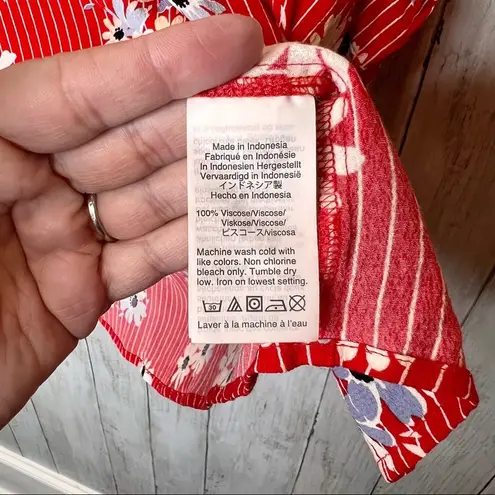 Made in Indonesia
Fabriqué en Indonésie
In Indonesien Hergestellt
Vervaardigd in Indonesië
インドネシア製
Hecho en Indonesia
100% Viscose/Viscose/
Viskose/Viscose/
ビスコース/viscosa
Machine wash cold with
like colors. Non chlorine
bleach only. Tumble dry
low. Iron on lowest setting.
30
Laver à la machine à l'eau